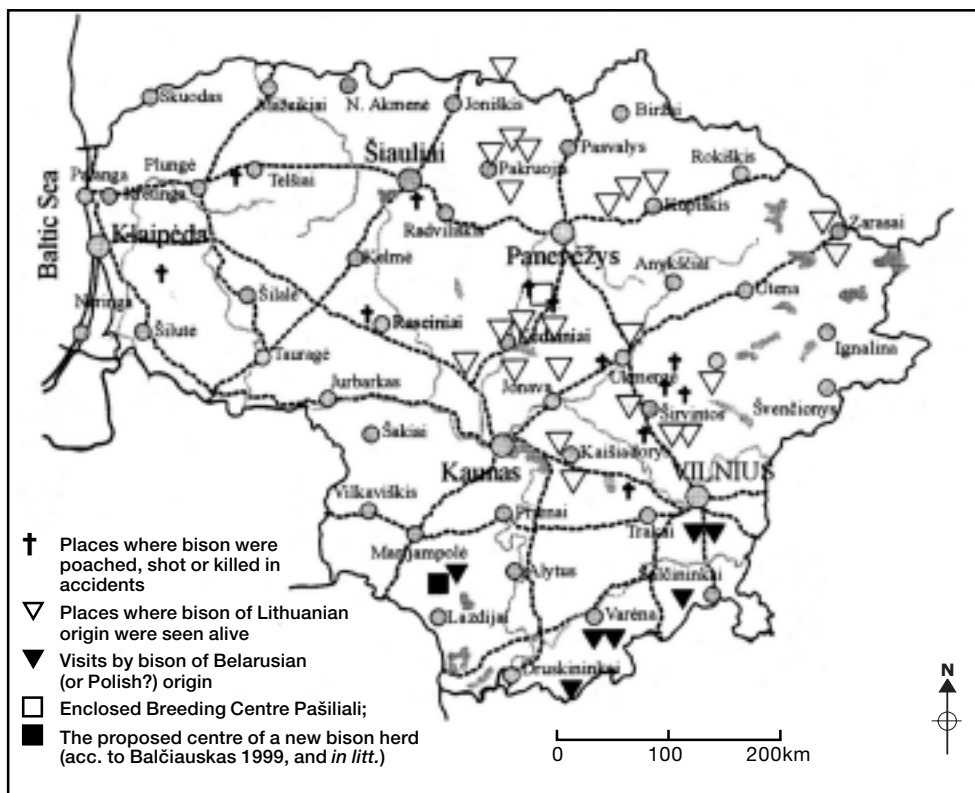 Skuodas
Mažeikiai
N. Akmenė
Joniškis
Biržai
Pasvalys
Rokiškis
Šiauliai
Pakruojis
Plungė
Telšiai
Palanga
Kretinga
Kupiškis
Radviliškis
Zarasai
Baltic Sea
Klaipėda
Panevėžys
Kelmė
Anykščiai
Utena
Neringa
Šilalė
Raseiniai
Kėdainiai
Ignalina
Šilutė
Tauragė
Ukmergė
Jurbarkas
Jonava
Širvintos
Švenčionys
Šakiai
Kaunas
Kaišiadorys
VILNIUS
Vilkaviškis
Prienai
Trakai
Marijampolė
Alytus
Šalčininkai
Lazdijai
Varėna
Druskininkai
Places where bison were
poached, shot or killed in
accidents
Places where bison of Lithuanian
origin were seen alive
Visits by bison of Belarusian
(or Polish?) origin
Enclosed Breeding Centre Pašiliali;
The proposed centre of a new bison herd
(acc. to Balčiauskas 1999, and in litt.)
0 100 200km
N